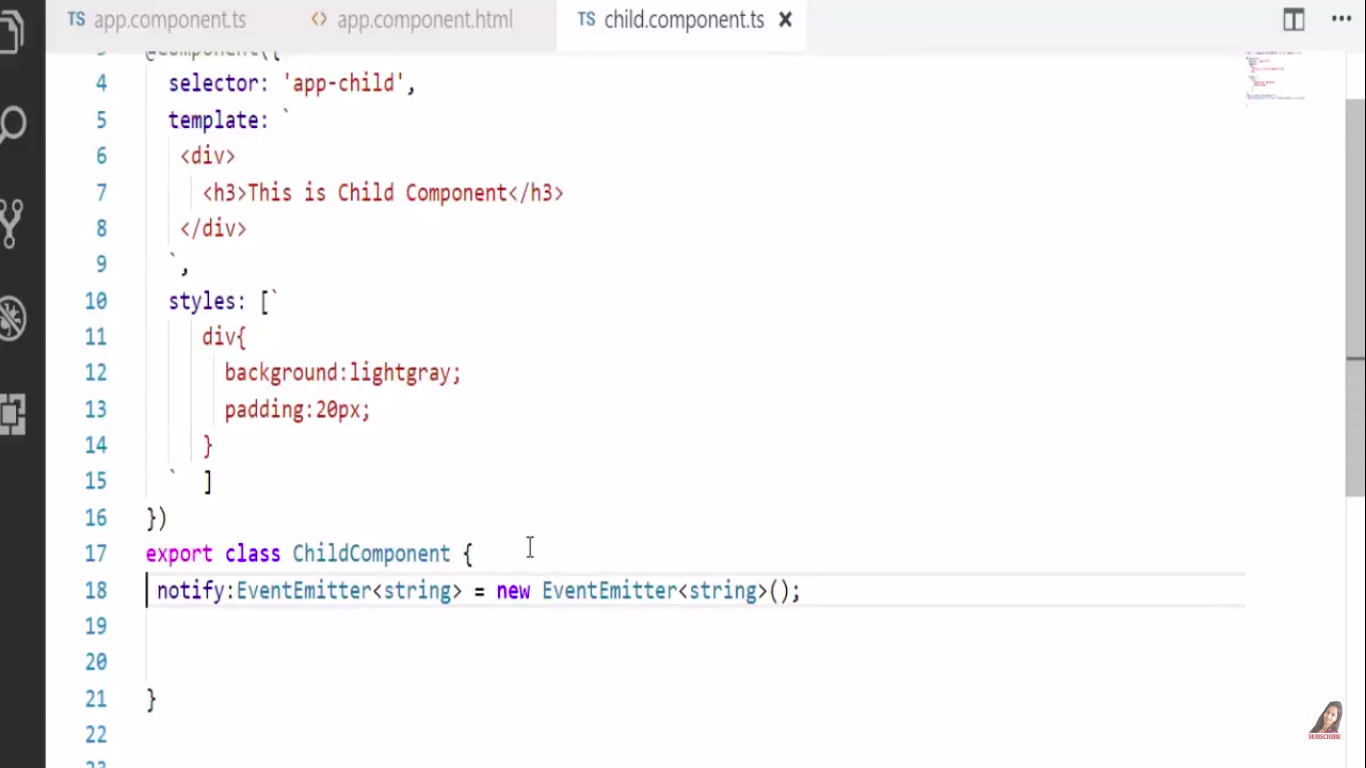 TS app.component.ts <> app.component.html TS child.component.ts ×
@Component({
4 selector: 'app-child',
5 template: `
6 <div>
7 <h3>This is Child Component</h3>
8 </div>
9 `,
10 styles: [`
11 div{
12 background:lightgray;
13 padding:20px;
14 }
15 ` ]
16 })
17 export class ChildComponent {
18 notify:EventEmitter<string> = new EventEmitter<string>();
19
20
21 }
22
23
SUBSCRIBE